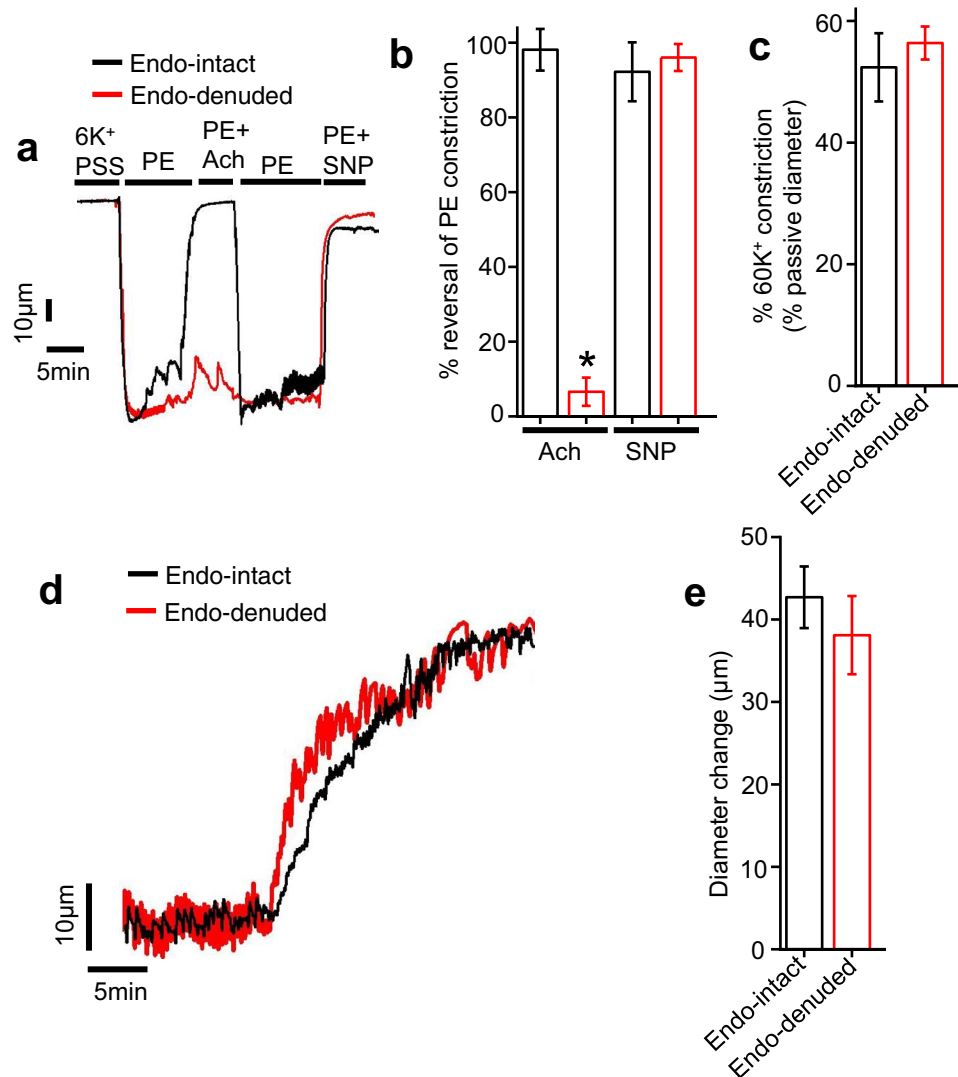 a
Endo-intact
Endo-denuded
6K⁺
PSS
PE
PE+
Ach
PE
PE+
SNP
10µm
5min
b
% reversal of PE constriction
100
80
60
40
20
0
*
Ach
SNP
c
% 60K⁺ constriction
(% passive diameter)
60
40
20
0
Endo-intact
Endo-denuded
d
Endo-intact
Endo-denuded
10µm
5min
e
Diameter change (µm)
50
40
30
20
10
0
Endo-intact
Endo-denuded